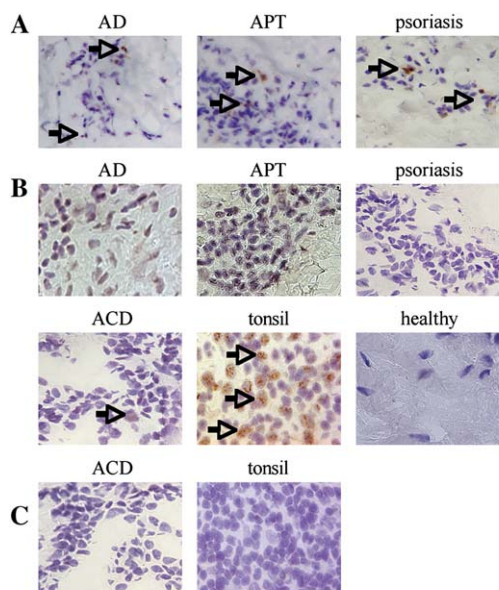 A
AD APT psoriasis
B
AD APT psoriasis
ACD tonsil healthy
C
ACD tonsil